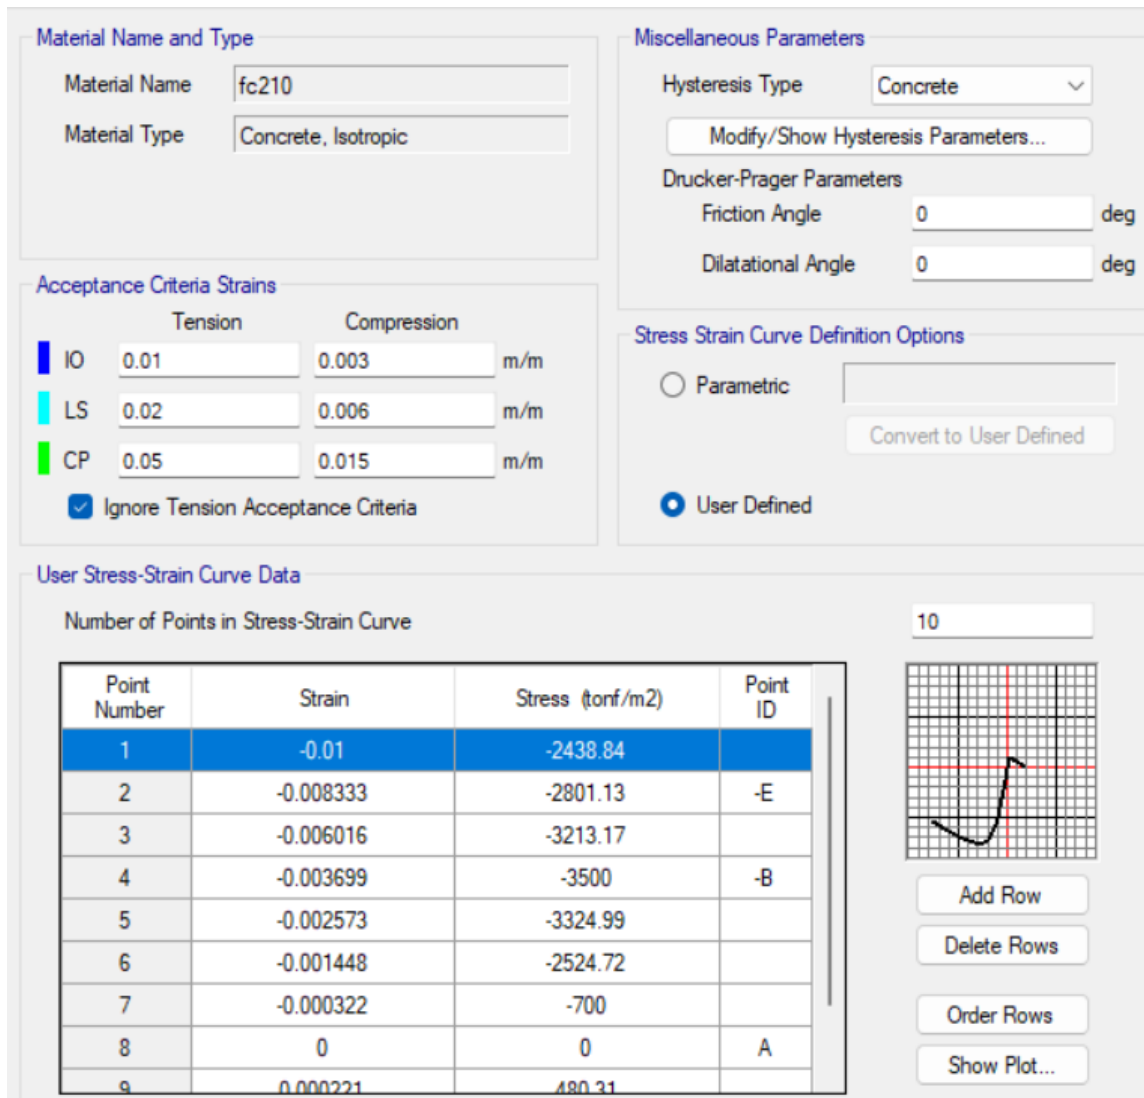 Material Name and Type
Material Name fc210
Material Type Concrete, Isotropic
Miscellaneous Parameters
Hysteresis Type Concrete
Modify/Show Hysteresis Parameters...
Drucker-Prager Parameters
Friction Angle 0 deg
Dilatational Angle 0 deg
Acceptance Criteria Strains
Tension Compression
IO 0.01 0.003 m/m
LS 0.02 0.006 m/m
CP 0.05 0.015 m/m
Ignore Tension Acceptance Criteria
Stress Strain Curve Definition Options
Parametric
Convert to User Defined
User Defined
User Stress-Strain Curve Data
Number of Points in Stress-Strain Curve 10
Point Number Strain Stress (tonf/m2) Point ID
1 -0.01 -2438.84
2 -0.008333 -2801.13 -E
3 -0.006016 -3213.17
4 -0.003699 -3500 -B
5 -0.002573 -3324.99
6 -0.001448 -2524.72
7 -0.000322 -700
8 0 0 A
9 0.000221 480.31
Add Row
Delete Rows
Order Rows
Show Plot...